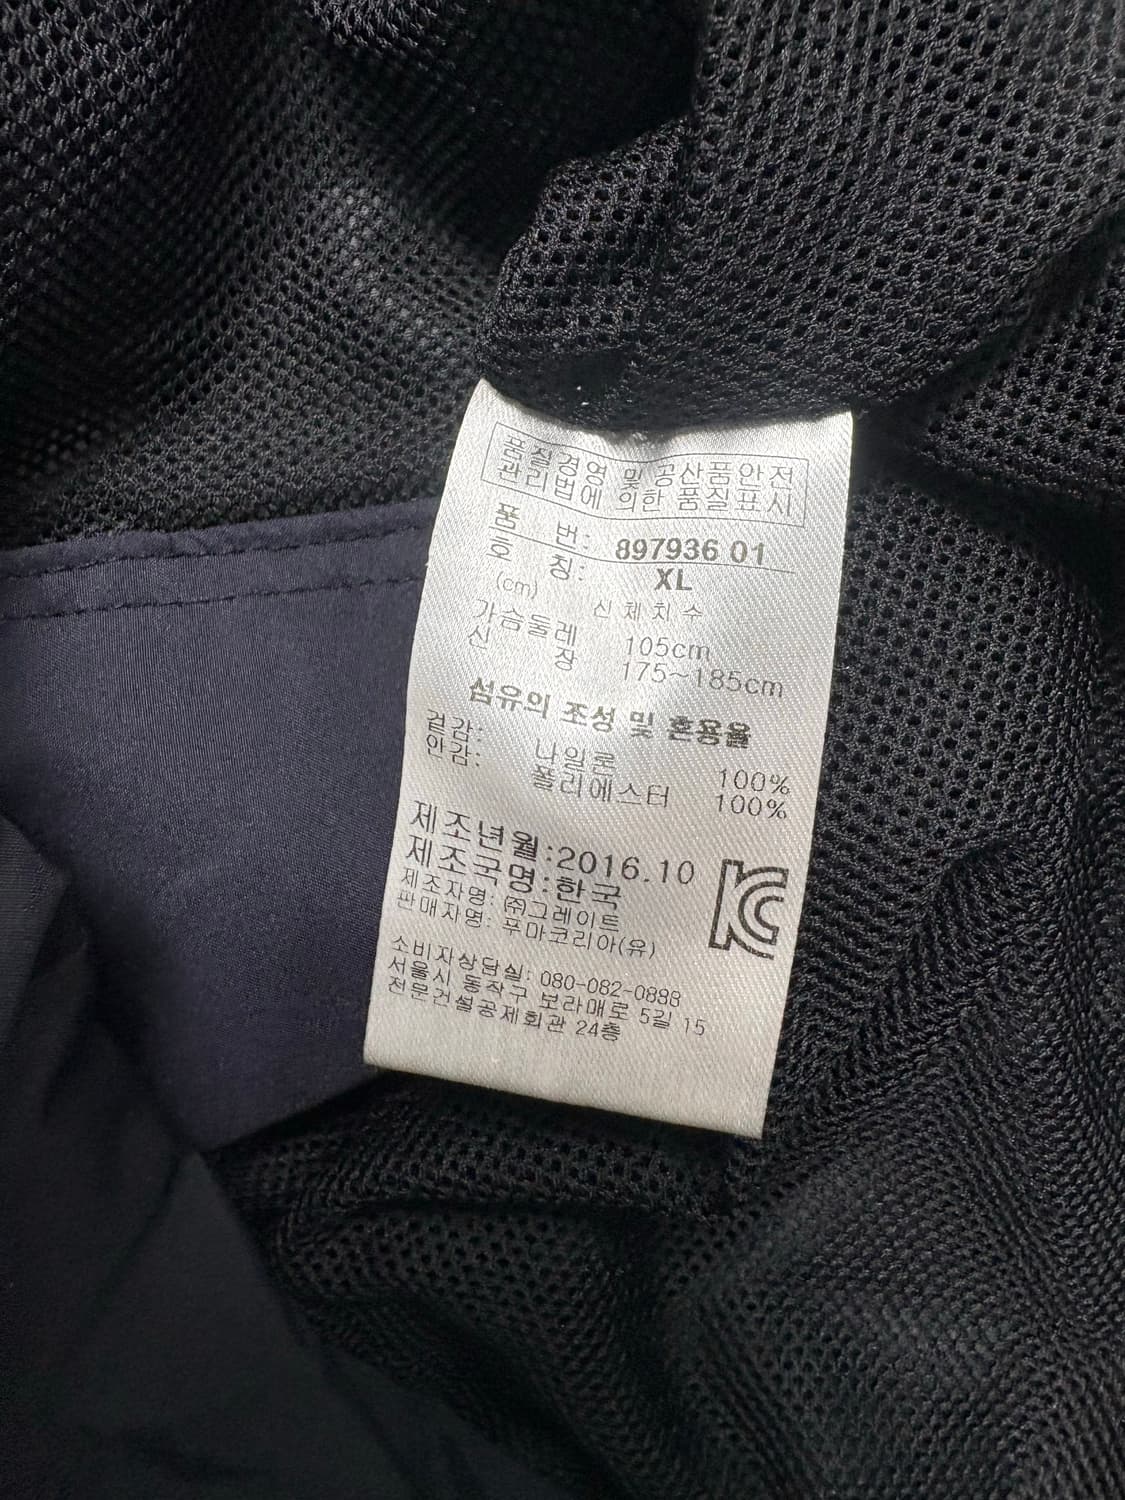 품질경영 및 공산품안전
관리법에 의한 품질표시
품 번: 897936 01
호 칭: XL
(cm) 신체치수
가슴둘레 105cm
신 장 175~185cm
섬유의 조성 및 혼용율
겉감: 나일론 100%
안감: 폴리에스터 100%
제조년월:2016.10
제조국명:한국
제조자명: ㈜그레이트
판매자명: 푸마코리아(유)
소비자상담실: 080-082-0898
서울시 동작구 보라매로 5길 15
전문건설공제회관 24층